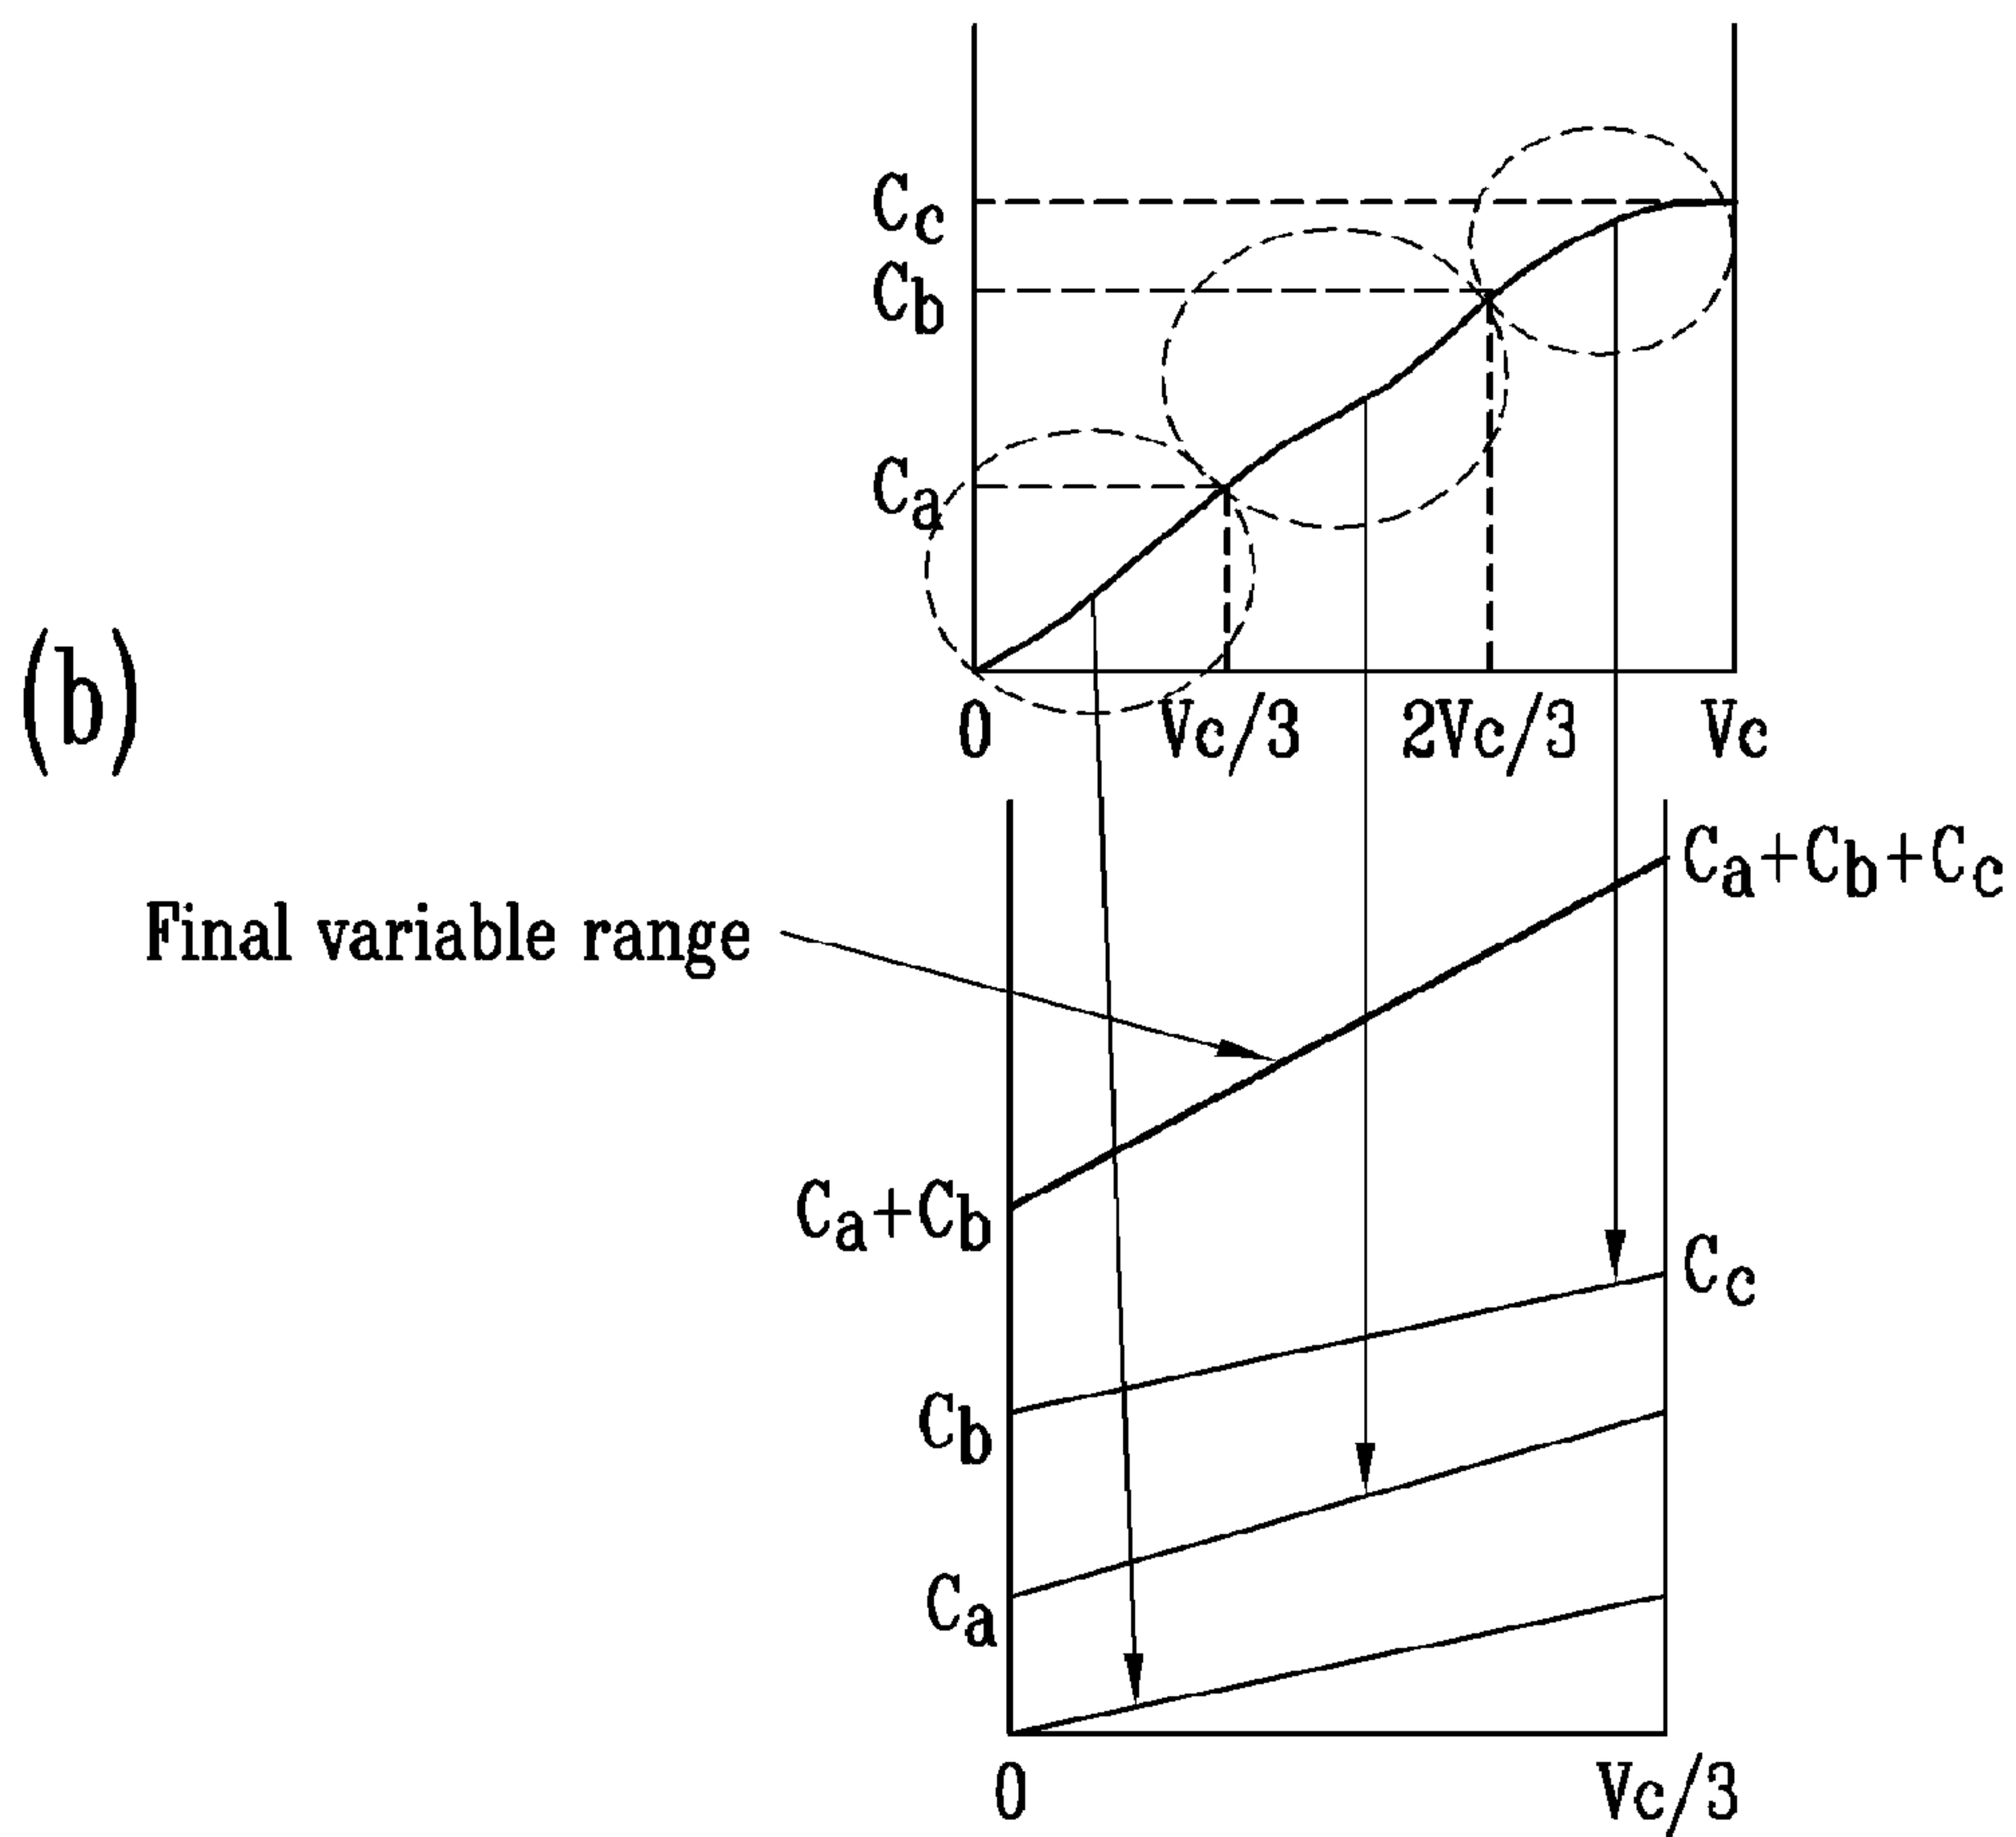 Cc
Cb
Ca
(b)
0 Vc/3 2Vc/3 Vc
Ca+Cb+Cc
Final variable range
Ca+Cb
Cc
Cb
Ca
0 Vc/3